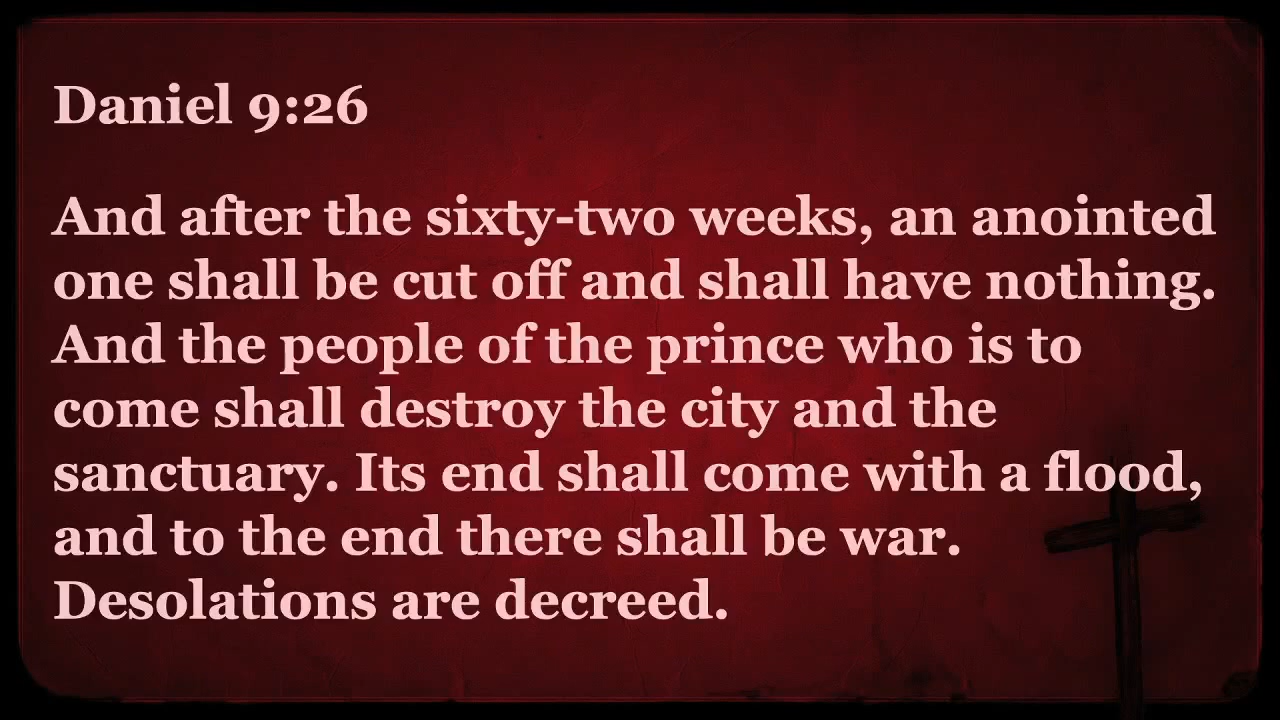 Daniel 9:26
And after the sixty-two weeks, an anointed
one shall be cut off and shall have nothing.
And the people of the prince who is to
come shall destroy the city and the
sanctuary. Its end shall come with a flood,
and to the end there shall be war.
Desolations are decreed.